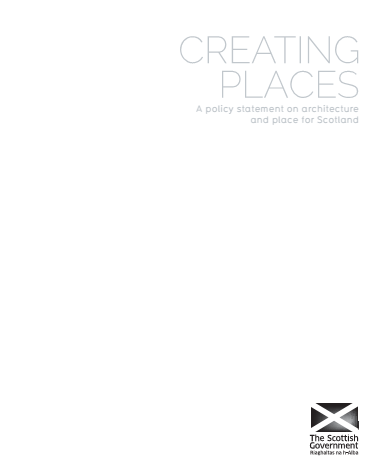 CREATING
PLACES
A policy statement on architecture
and place for Scotland
The Scottish
Government
Riaghaltas na h-Alba